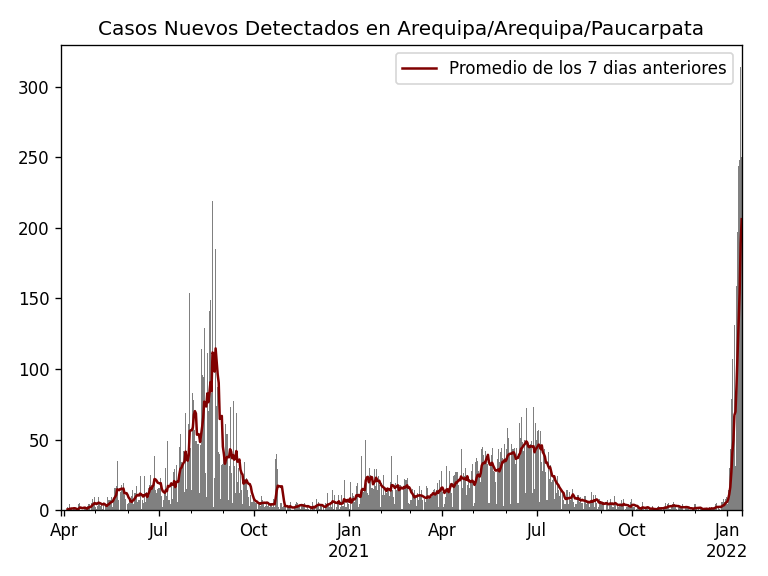 Casos Nuevos Detectados en Arequipa/Arequipa/Paucarpata
Promedio de los 7 dias anteriores
300
250
200
150
100
50
0
Apr Jul Oct Jan Apr Jul Oct Jan
2021 2022